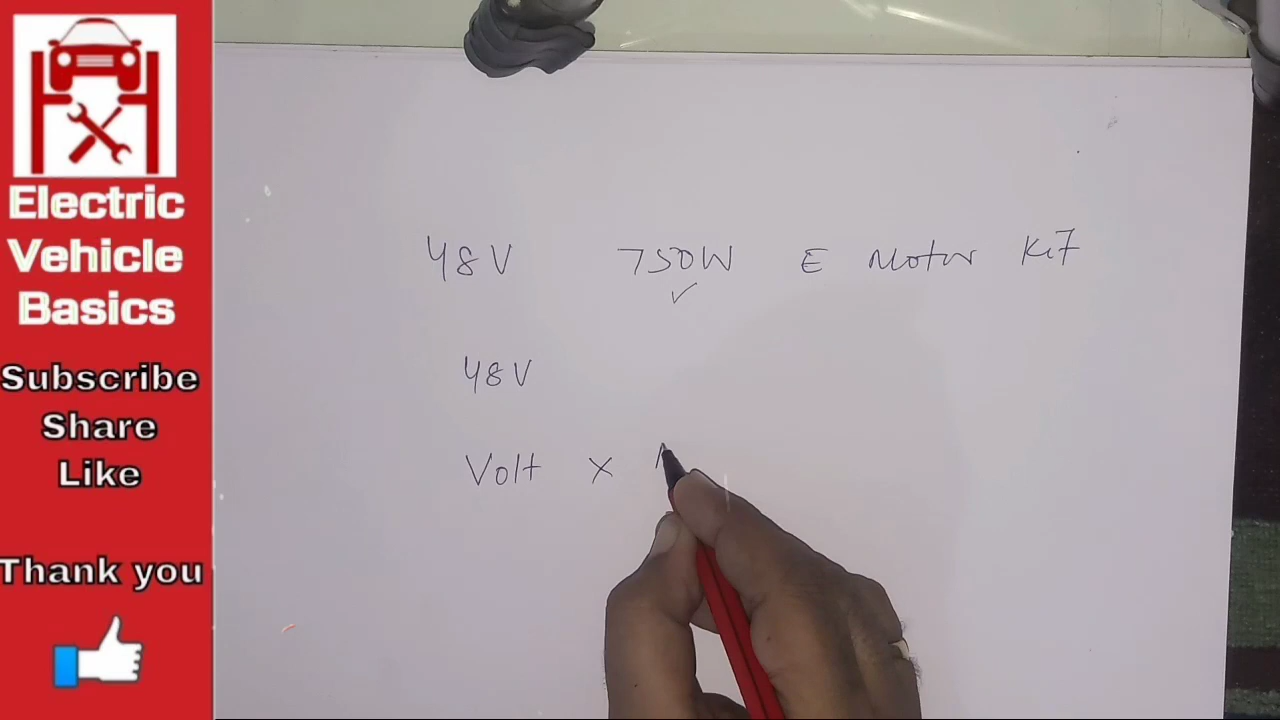 Electric
Vehicle
Basics
Subscribe
Share
Like
Thank you
48V 750W E Motor Kit
48V
Volt X